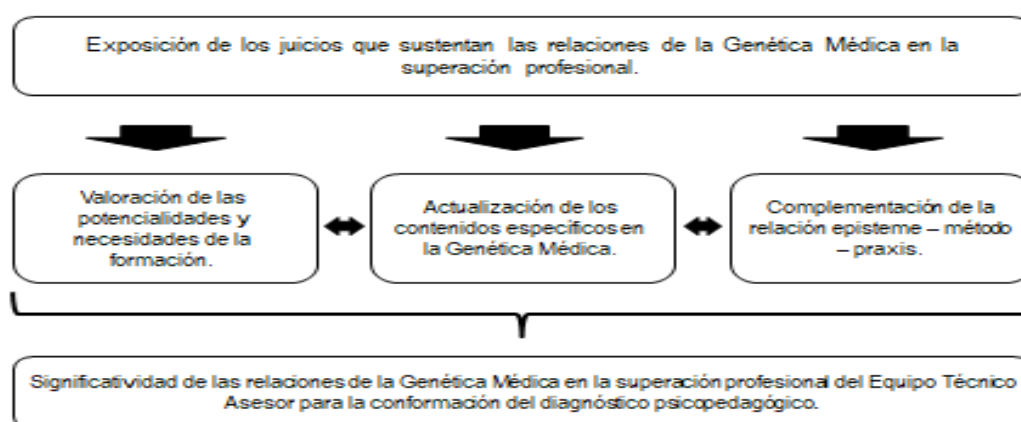 Exposición de los juicios que sustentan las relaciones de la Genética Médica en la
superación profesional.
Valoración de las
potencialidades y
necesidades de la
formación.
Actualización de los
contenidos específicos en
la Genética Médica.
Complementación de la
relación episteme – método
– praxis.
Significatividad de las relaciones de la Genética Médica en la superación profesional del Equipo Técnico
Asesor para la conformación del diagnóstico psicopedagógico.